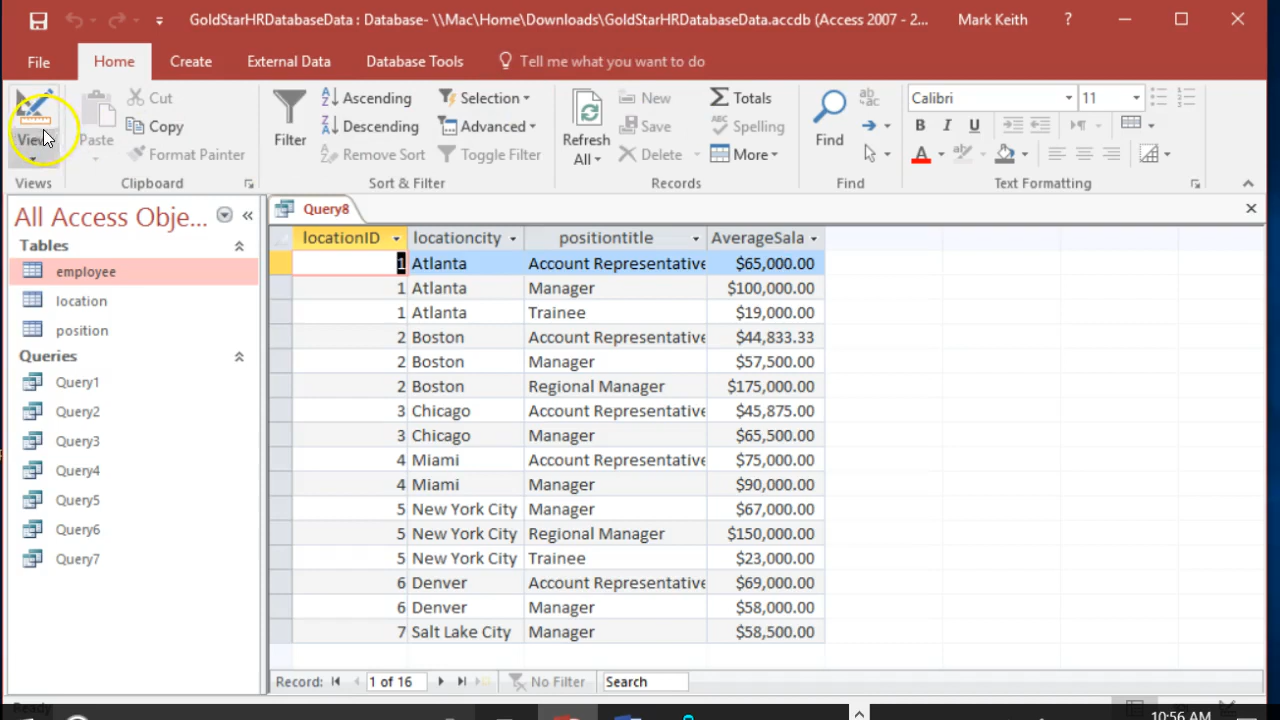 GoldStarHRDatabaseData : Database- \\Mac\Home\Downloads\GoldStarHRDatabaseData.accdb (Access 2007 - 2... Mark Keith ?
File Home Create External Data Database Tools Tell me what you want to do
View Paste Cut Copy Format Painter
Filter Ascending Descending Remove Sort Selection Advanced Toggle Filter
Refresh All New Save Delete Totals Spelling More
Find ab ac
Calibri 11
B I U A
Views Clipboard Sort & Filter Records Find Text Formatting
All Access Obje...
Tables
employee
location
position
Queries
Query1
Query2
Query3
Query4
Query5
Query6
Query7
Query8
locationID locationcity positiontitle AverageSala
1 Atlanta Account Representative $65,000.00
1 Atlanta Manager $100,000.00
1 Atlanta Trainee $19,000.00
2 Boston Account Representative $44,833.33
2 Boston Manager $57,500.00
2 Boston Regional Manager $175,000.00
3 Chicago Account Representative $45,875.00
3 Chicago Manager $65,500.00
4 Miami Account Representative $75,000.00
4 Miami Manager $90,000.00
5 New York City Manager $67,000.00
5 New York City Regional Manager $150,000.00
5 New York City Trainee $23,000.00
6 Denver Account Representative $69,000.00
6 Denver Manager $58,000.00
7 Salt Lake City Manager $58,500.00
Record: 1 of 16 No Filter Search
Ready
10:56 AM